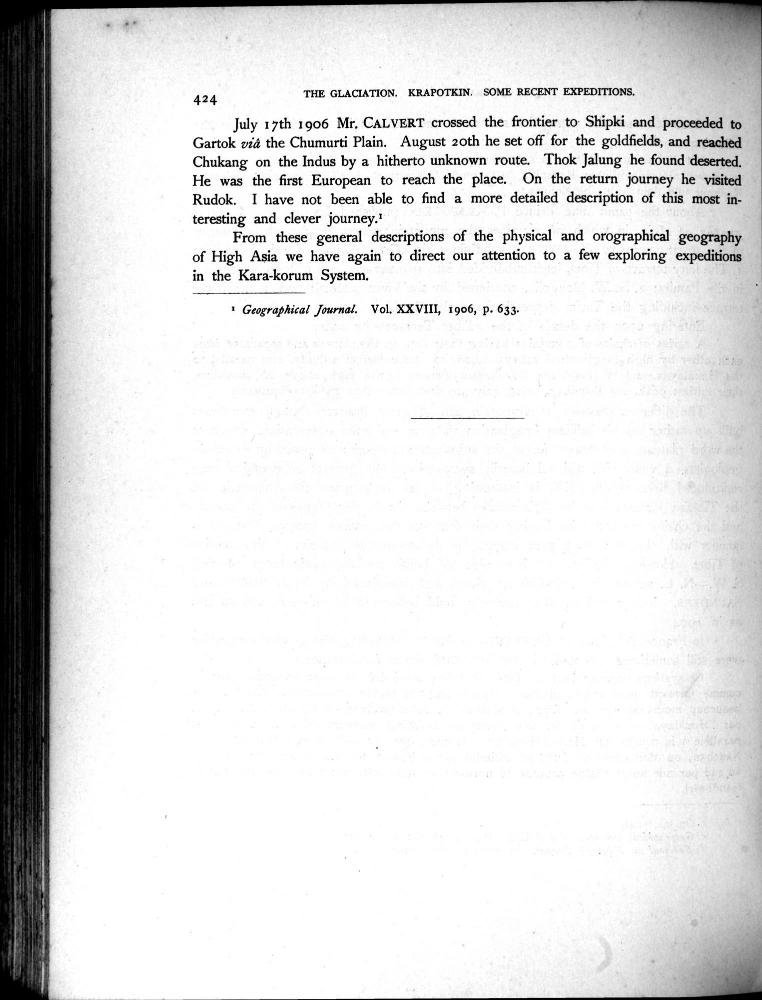 424
THE GLACIATION. KRAPOTKIN. SOME RECENT EXPEDITIONS.
July 17th 1906 Mr. CALVERT crossed the frontier to Shipki and proceeded to
Gartok viâ the Chumurti Plain. August 20th he set off for the goldfields, and reached
Chukang on the Indus by a hitherto unknown route. Thok Jalung he found deserted.
He was the first European to reach the place. On the return journey he visited
Rudok. I have not been able to find a more detailed description of this most in-
teresting and clever journey.¹
From these general descriptions of the physical and orographical geography
of High Asia we have again to direct our attention to a few exploring expeditions
in the Kara-korum System.
¹ Geographical Journal. Vol. XXVIII, 1906, p. 633.